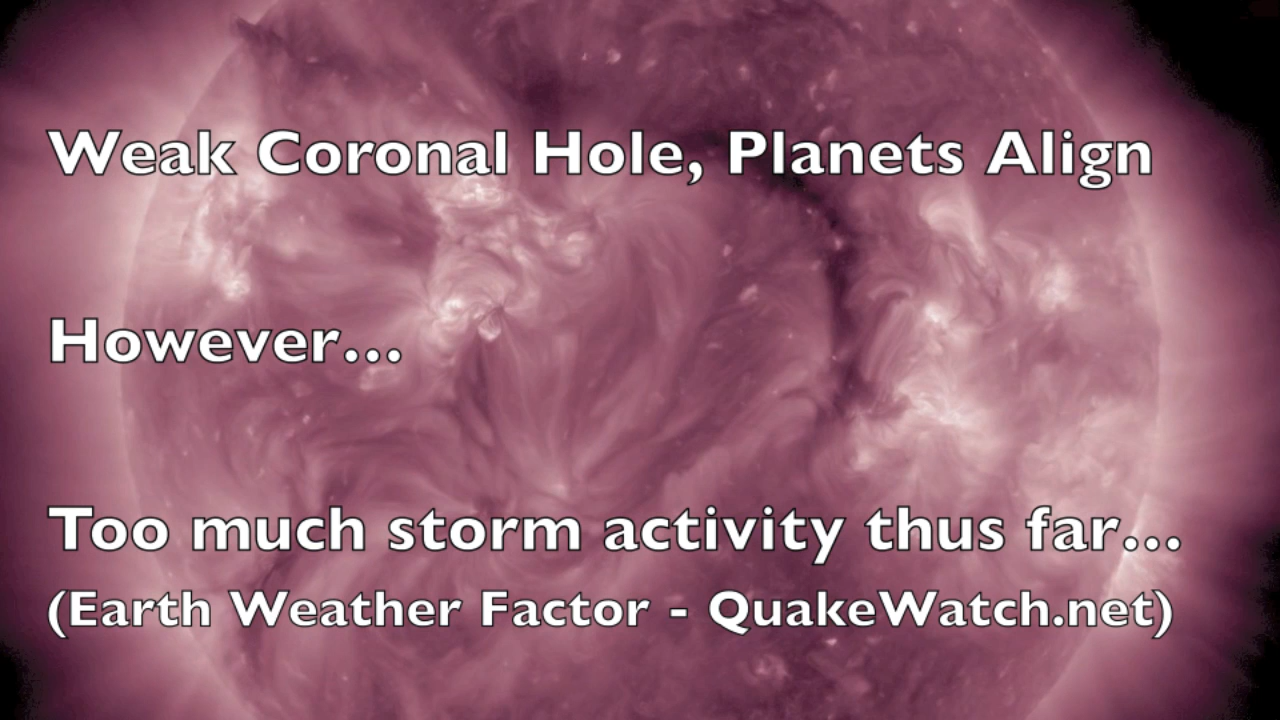 Weak Coronal Hole, Planets Align
However...
Too much storm activity thus far...
(Earth Weather Factor - QuakeWatch.net)